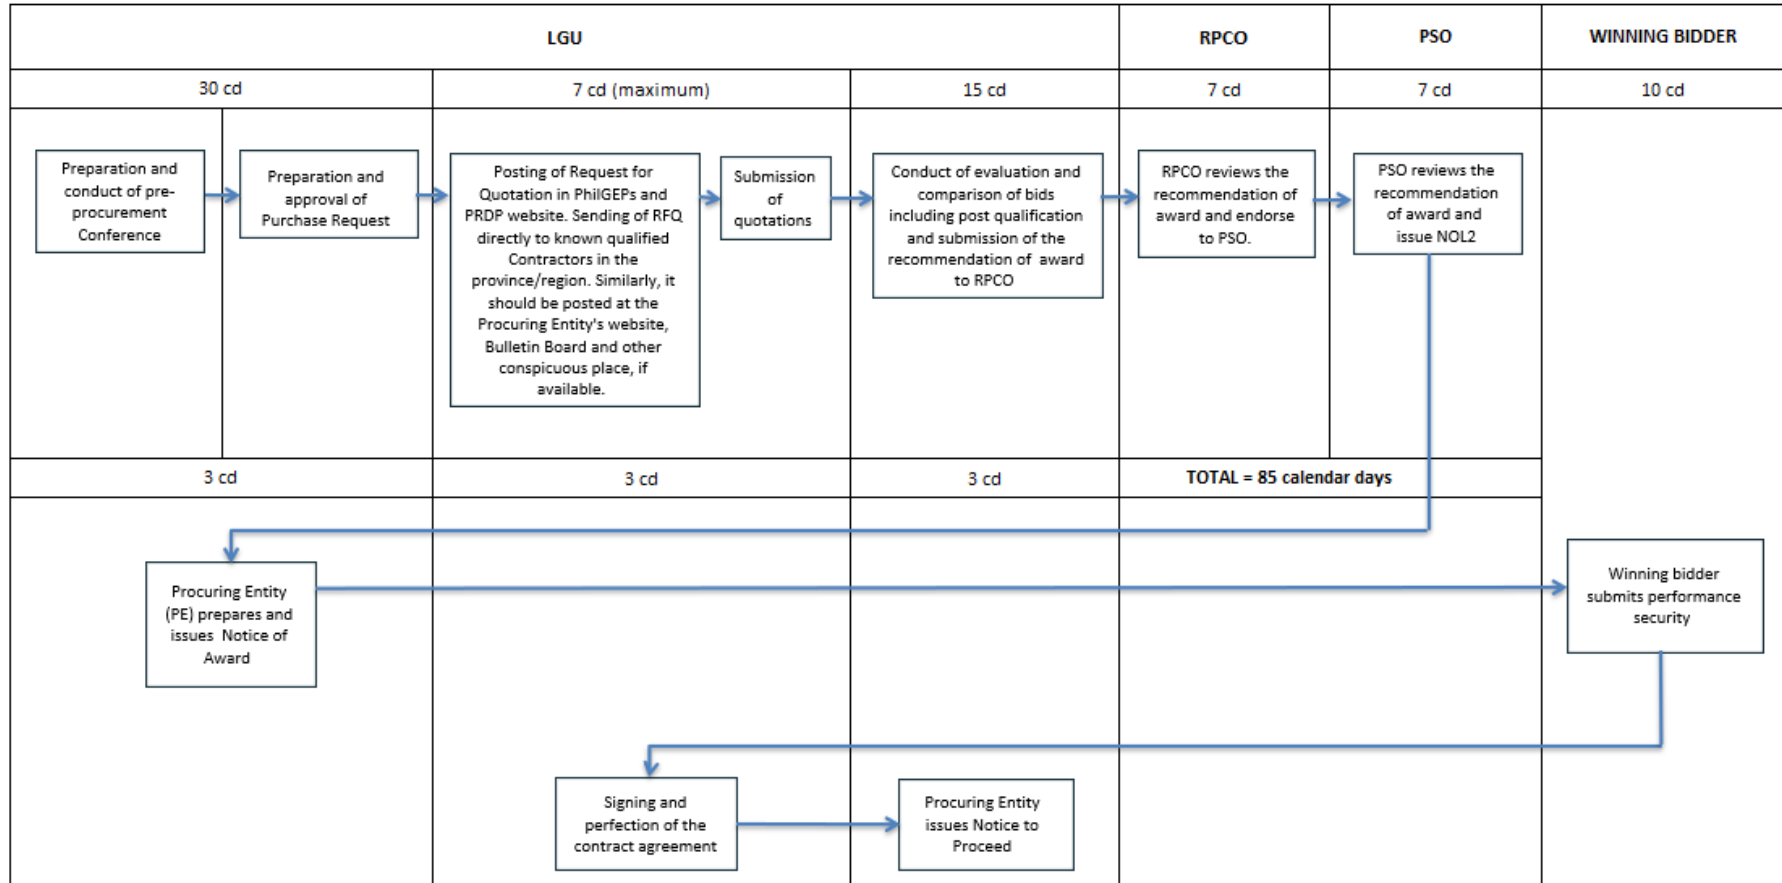 LGU
RPCO
PSO
WINNING BIDDER
30 cd
7 cd (maximum)
15 cd
7 cd
7 cd
10 cd
Preparation and
conduct of pre-
procurement
Conference
Preparation and
approval of
Purchase Request
Posting of Request for
Quotation in PhilGEPs and
PRDP website. Sending of RFQ
directly to known qualified
Contractors in the
province/region. Similarly, it
should be posted at the
Procuring Entity's website,
Bulletin Board and other
conspicuous place, if
available.
Submission
of
quotations
Conduct of evaluation and
comparison of bids
including post qualification
and submission of the
recommendation of award
to RPCO
RPCO reviews the
recommendation of
award and endorse
to PSO.
PSO reviews the
recommendation
of award and
issue NOL2
3 cd
3 cd
3 cd
TOTAL = 85 calendar days
Procuring Entity
(PE) prepares and
issues Notice of
Award
Winning bidder
submits performance
security
Signing and
perfection of the
contract agreement
Procuring Entity
issues Notice to
Proceed